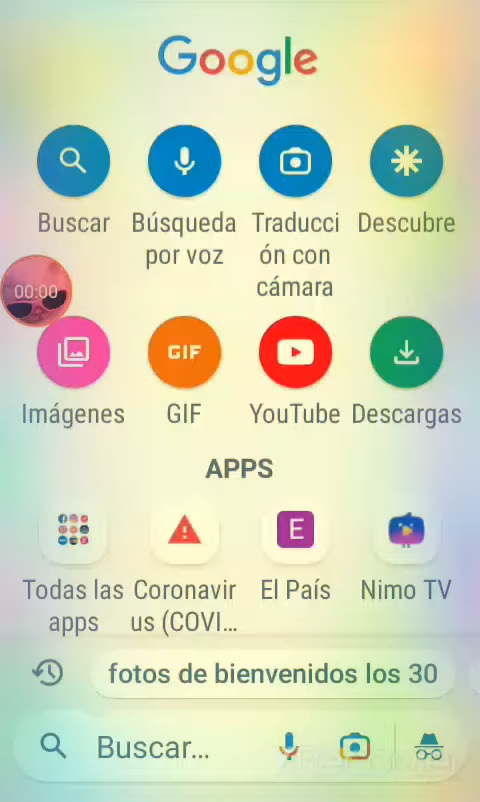 Google
Buscar
Búsqueda
por voz
Traducci
ón con
cámara
Descubre
00:00
Imágenes
GIF
GIF
YouTube
Descargas
APPS
Todas las
apps
Coronavir
us (COVI...
E
El País
Nimo TV
fotos de bienvenidos los 30
Buscar...